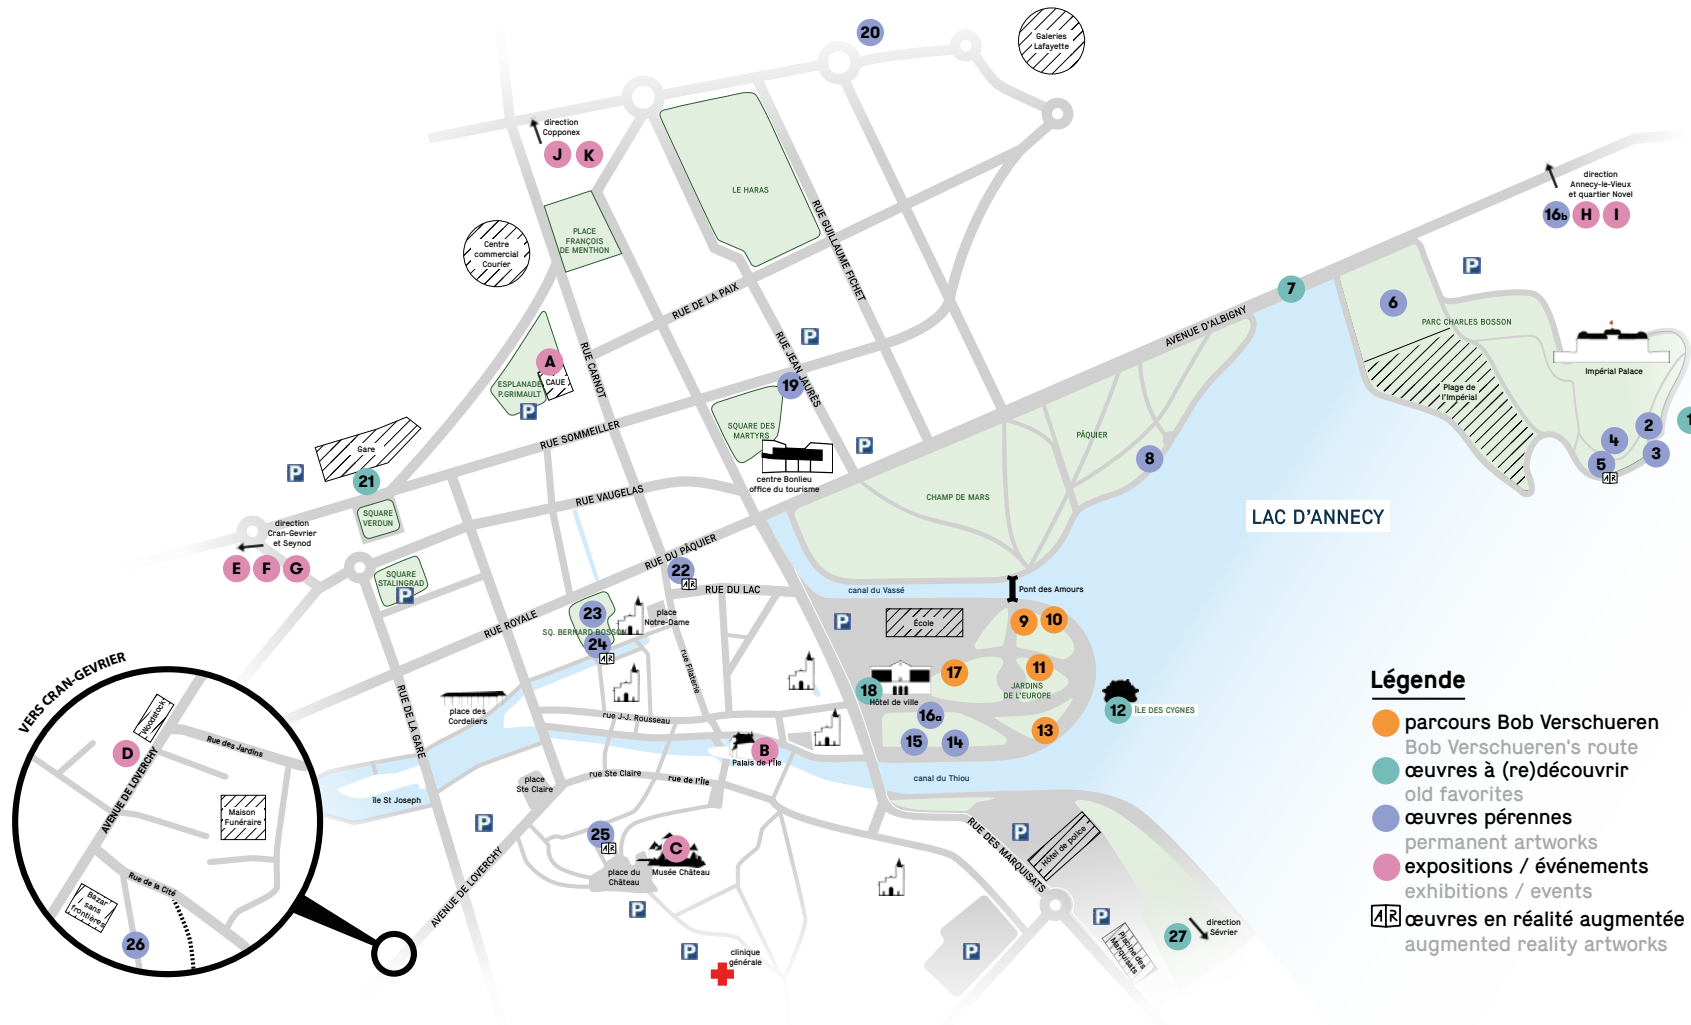 20
Galeries
Lafayette
direction
Copponex
J
K
LE HARAS
direction
Annecy-le-Vieux
et quartier Novel
16b
H
I
PLACE
FRANÇOIS
DE MENTHON
Centre
commercial
Courier
RUE GUILLAUME FICHET
RUE DE LA PAIX
P
7
6
PARC CHARLES BOSSON
AVENUE D'ALBIGNY
Impérial Palace
Plage de
l'Impérial
A
CAUE
ESPLANADE
P.GRIMAULT
P
RUE CARNOT
RUE JEAN JAURÈS
P
19
SQUARE DES
MARTYRS
RUE SOMMEILLER
P
centre Bonlieu
office du tourisme
PÂQUIER
8
CHAMP DE MARS
1
2
3
4
5
AR
Gare
P
21
SQUARE
VERDUN
RUE VAUGELAS
LAC D'ANNECY
direction
Cran-Gevrier
et Seynod
E
F
G
SQUARE
STALINGRAD
P
RUE DU PÂQUIER
22
AR
RUE DU LAC
canal du Vassé
Pont des Amours
RUE ROYALE
23
SQ. BERNARD BOSSON
24
AR
place
Notre-Dame
rue Filaterie
P
École
9
10
11
17
JARDINS
DE L'EUROPE
18
Hôtel de ville
16a
15
14
13
12
ÎLE DES CYGNES
VERS CRAN-GEVRIER
Woodstock
D
Rue des Jardins
AVENUE DE LOVERCHY
Maison
Funéraire
Rue de la Cité
Bazar
sans
frontières
26
RUE DE LA GARE
place des
Cordeliers
rue J-J. Rousseau
B
Palais de l'Île
canal du Thiou
île St Joseph
place
Ste Claire
rue Ste Claire
rue de l'Île
P
25
AR
C
place du
Château
Musée Château
AVENUE DE LOVERCHY
P
P
clinique
générale
RUE DES MARQUISATS
P
Hôtel de police
P
P
Piscine des
Marquisats
27
direction
Sévrier
Légende
parcours Bob Verschueren
Bob Verschueren's route
œuvres à (re)découvrir
old favorites
œuvres pérennes
permanent artworks
expositions / événements
exhibitions / events
AR œuvres en réalité augmentée
augmented reality artworks